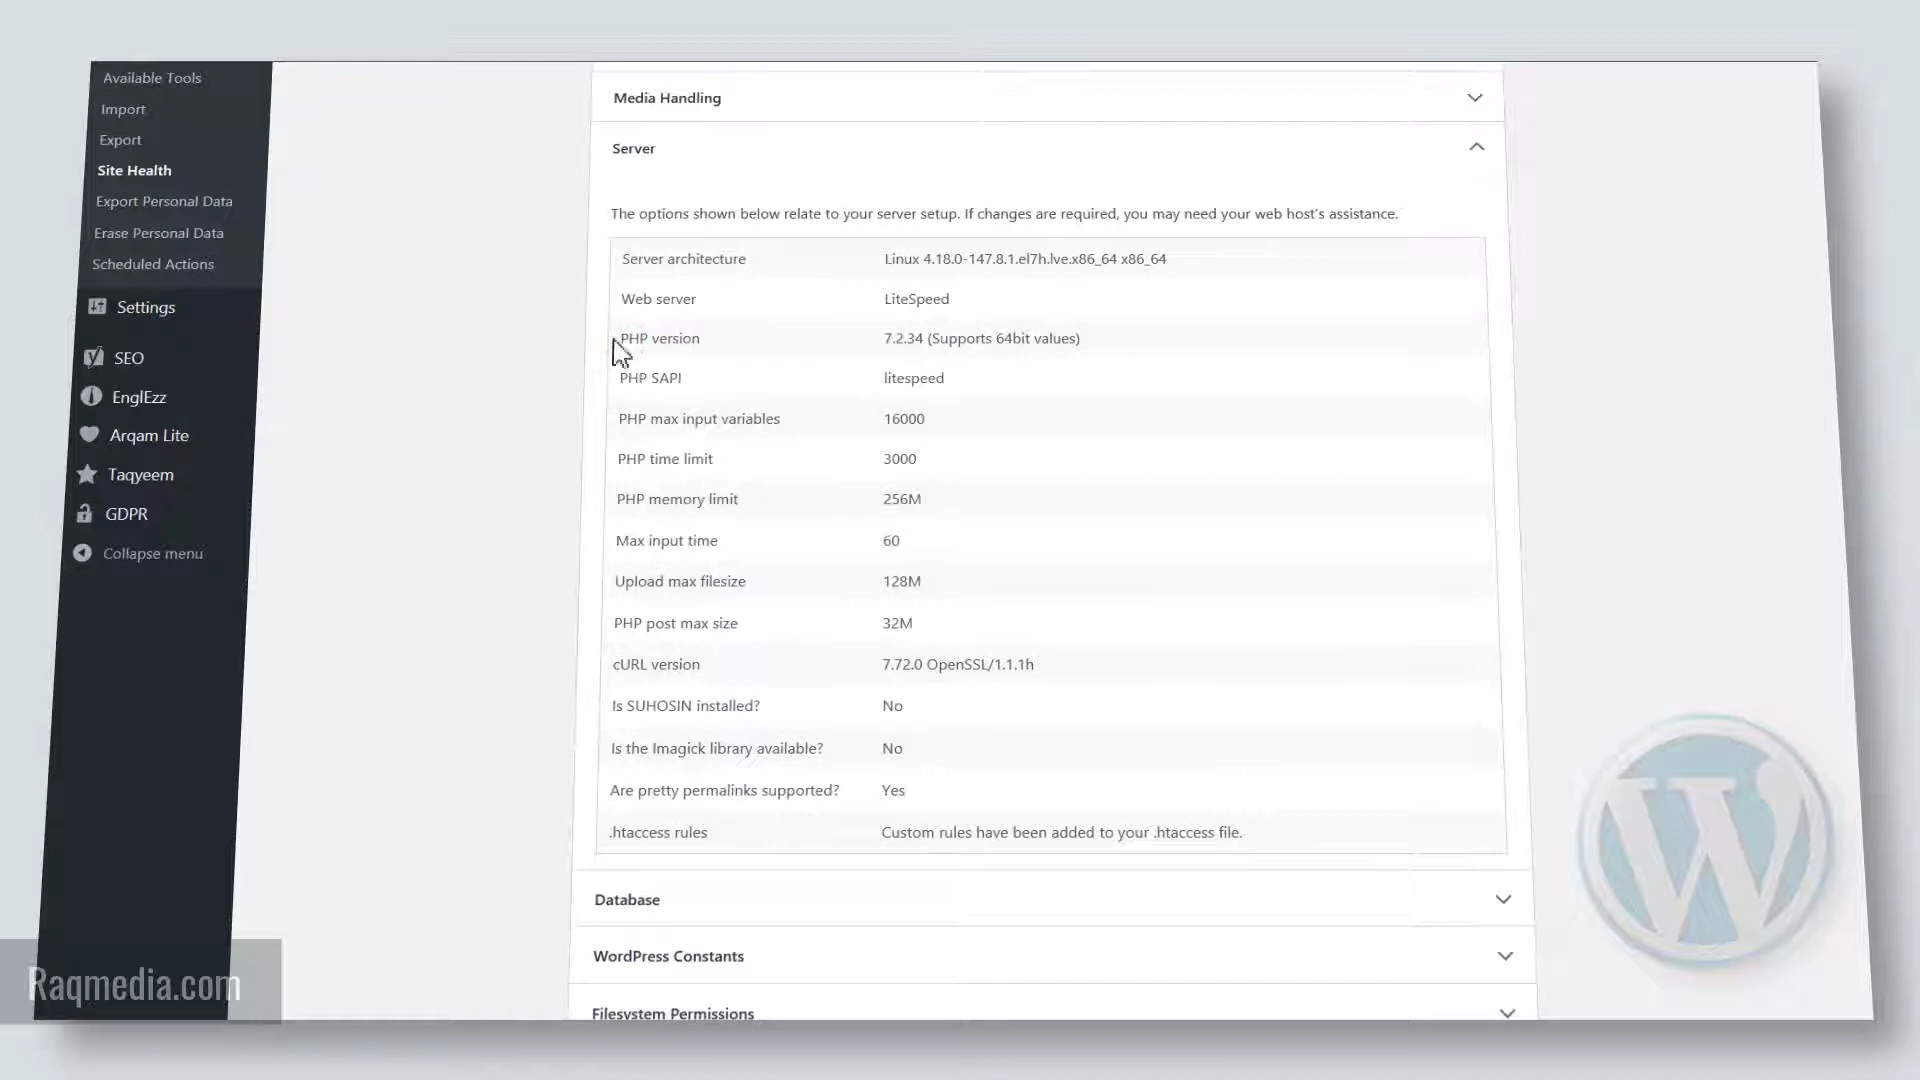 Available Tools
Import
Export
Site Health
Export Personal Data
Erase Personal Data
Scheduled Actions
Settings
SEO
EnglEzz
Arqam Lite
Taqyeem
GDPR
Collapse menu
Media Handling
Server
The options shown below relate to your server setup. If changes are required, you may need your web host's assistance.
Server architecture Linux 4.18.0-147.8.1.el7h.lve.x86_64 x86_64
Web server LiteSpeed
PHP version 7.2.34 (Supports 64bit values)
PHP SAPI litespeed
PHP max input variables 16000
PHP time limit 3000
PHP memory limit 256M
Max input time 60
Upload max filesize 128M
PHP post max size 32M
cURL version 7.72.0 OpenSSL/1.1.1h
Is SUHOSIN installed? No
Is the Imagick library available? No
Are pretty permalinks supported? Yes
.htaccess rules Custom rules have been added to your .htaccess file.
Database
WordPress Constants
Filesystem Permissions
Raqmedia.com